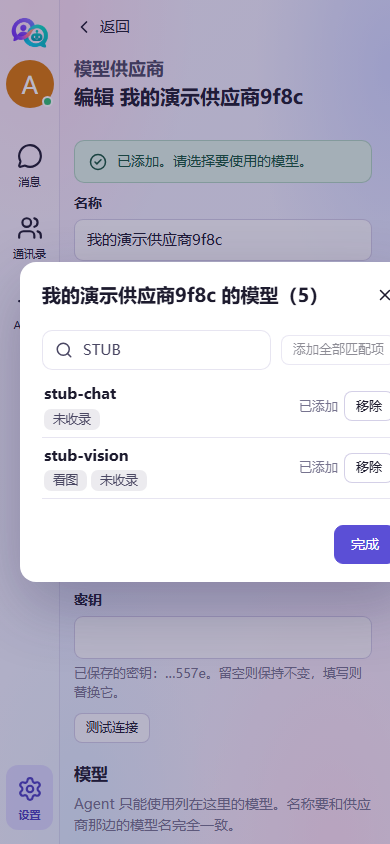 返回
A
模型供应商
编辑 我的演示供应商9f8c
已添加。请选择要使用的模型。
消息
名称
我的演示供应商9f8c
通讯录
我的演示供应商9f8c 的模型（5）
STUB
添加全部匹配项
stub-chat
未收录
已添加
移除
stub-vision
看图
未收录
已添加
移除
完成
密钥
已保存的密钥：...557e。留空则保持不变，填写则
替换它。
测试连接
模型
Agent 只能使用列在这里的模型。名称要和供应
商那边的模型名完全一致。
设置